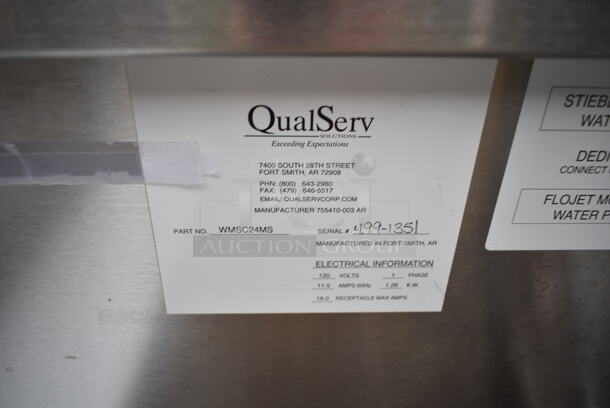 QualServ
SOLUTIONS
Exceeding Expectations
7400 SOUTH 28TH STREET
FORT SMITH, AR 72908
PHN: (800) 643-2980
FAX: (479) 646-5517
EMAIL: QUALSERVCORP.COM
MANUFACTURER 755410-003 AR
PART NO. WMSC24MS SERIAL # 499-1351
AUCTION GROUP
MANUFACTURED IN FORT SMITH, AR
ELECTRICAL INFORMATION
120 VOLTS 1 PHASE
11.5 AMPS-60Hz 1.26 K.W.
16.0 RECEPTACLE MAX AMPS
STIEB
WAT
DEDI
CONNECT
FLOJET M
WATER P